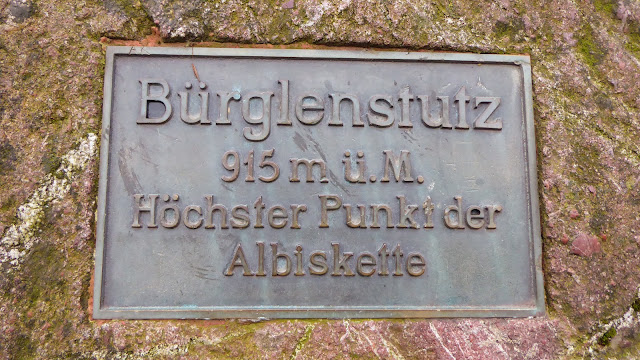 Bürglenstutz
915 m ü.M.
Höchster Punkt der
Albiskette